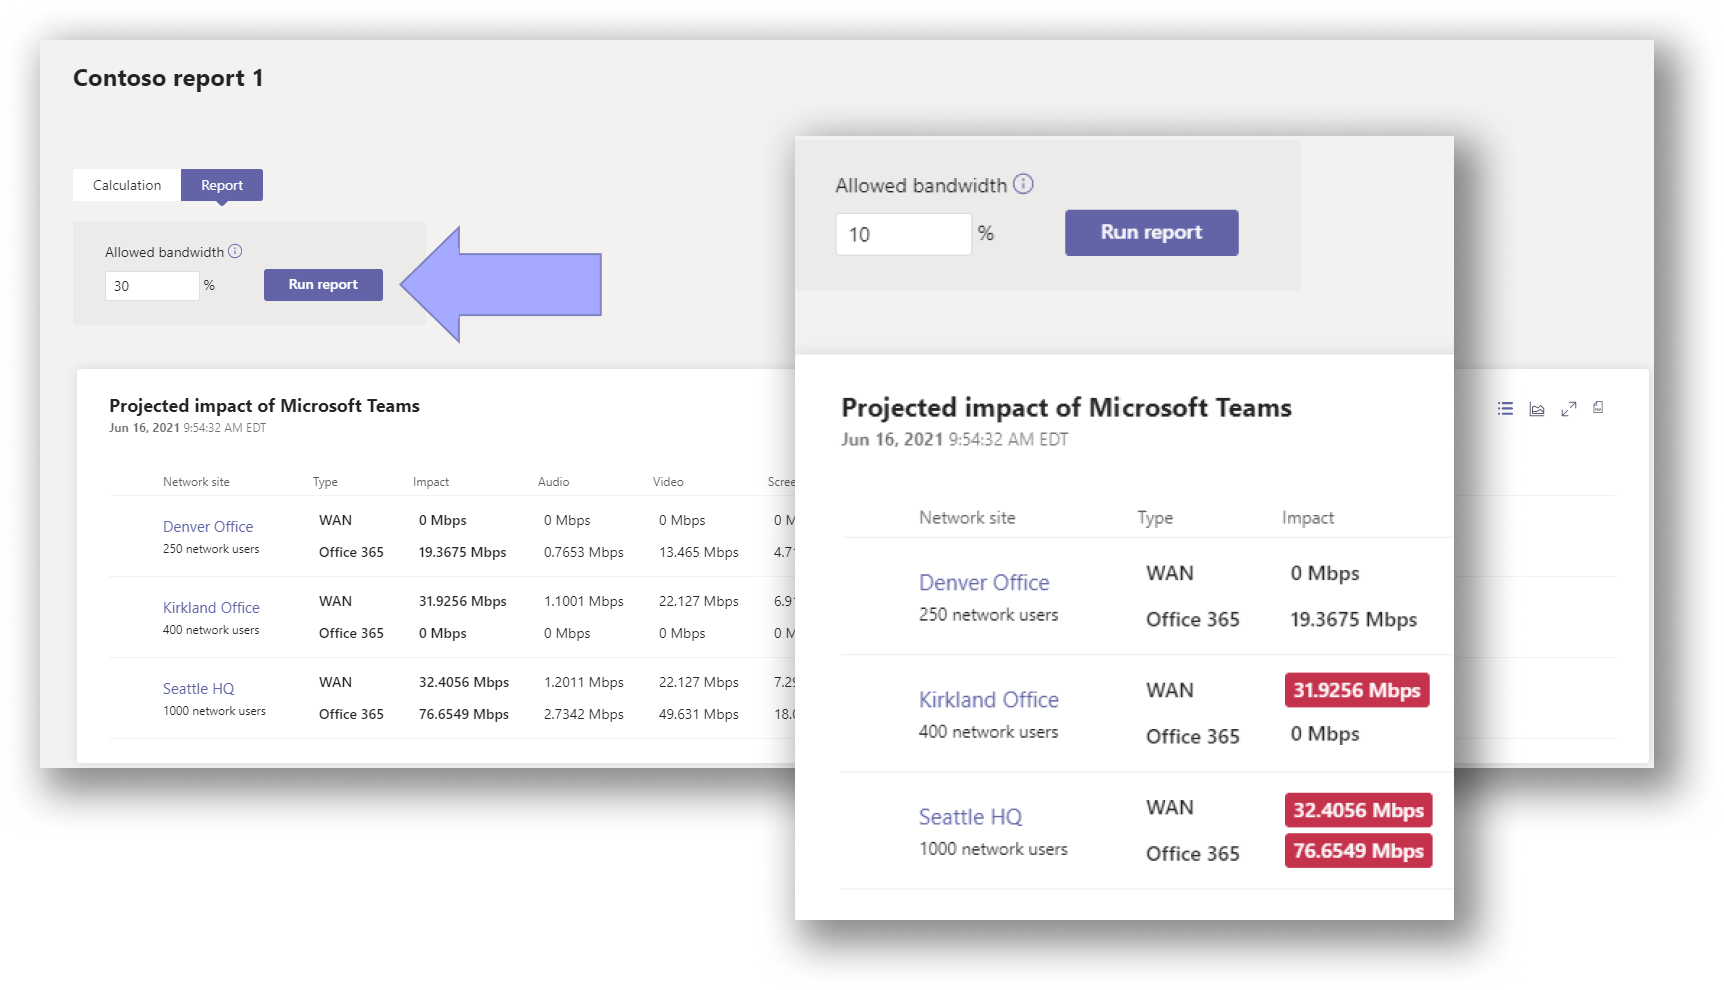 Contoso report 1
Calculation Report
Allowed bandwidth
30 %
Run report
Projected impact of Microsoft Teams
Jun 16, 2021 9:54:32 AM EDT
Network site Type Impact Audio Video Scree
Denver Office
250 network users
WAN 0 Mbps 0 Mbps 0 Mbps 0 M
Office 365 19.3675 Mbps 0.7653 Mbps 13.465 Mbps 4.71
Kirkland Office
400 network users
WAN 31.9256 Mbps 1.1001 Mbps 22.127 Mbps 6.91
Office 365 0 Mbps 0 Mbps 0 Mbps 0 M
Seattle HQ
1000 network users
WAN 32.4056 Mbps 1.2011 Mbps 22.127 Mbps 7.29
Office 365 76.6549 Mbps 2.7342 Mbps 49.631 Mbps 18.0
Allowed bandwidth
10 %
Run report
Projected impact of Microsoft Teams
Jun 16, 2021 9:54:32 AM EDT
Network site Type Impact
Denver Office
250 network users
WAN 0 Mbps
Office 365 19.3675 Mbps
Kirkland Office
400 network users
WAN 31.9256 Mbps
Office 365 0 Mbps
Seattle HQ
1000 network users
WAN 32.4056 Mbps
Office 365 76.6549 Mbps